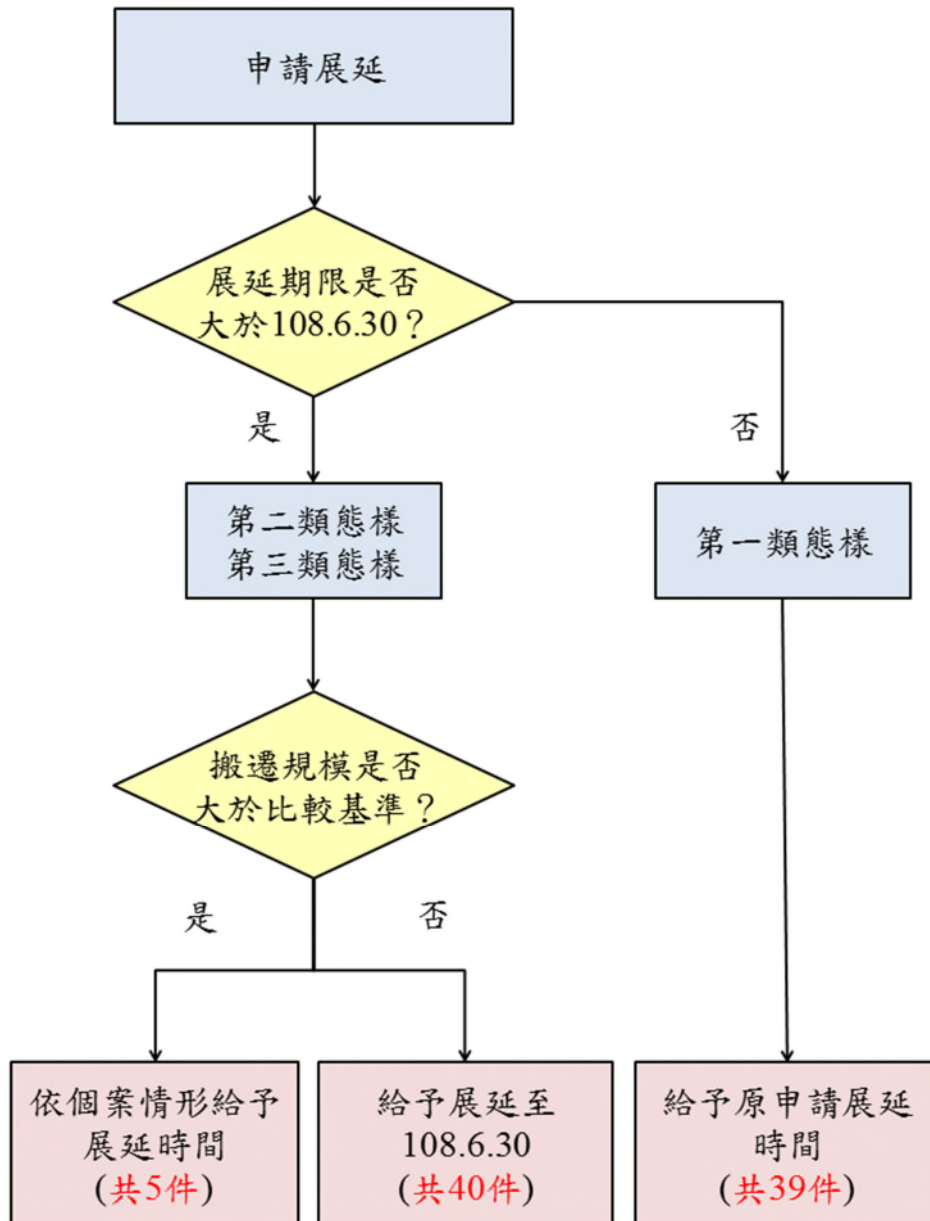 申請展延
展延期限是否
大於108.6.30？
是
否
第二類態樣
第三類態樣
第一類態樣
搬遷規模是否
大於比較基準？
是
否
依個案情形給予
展延時間
(共5件)
給予展延至
108.6.30
(共40件)
給予原申請展延
時間
(共39件)